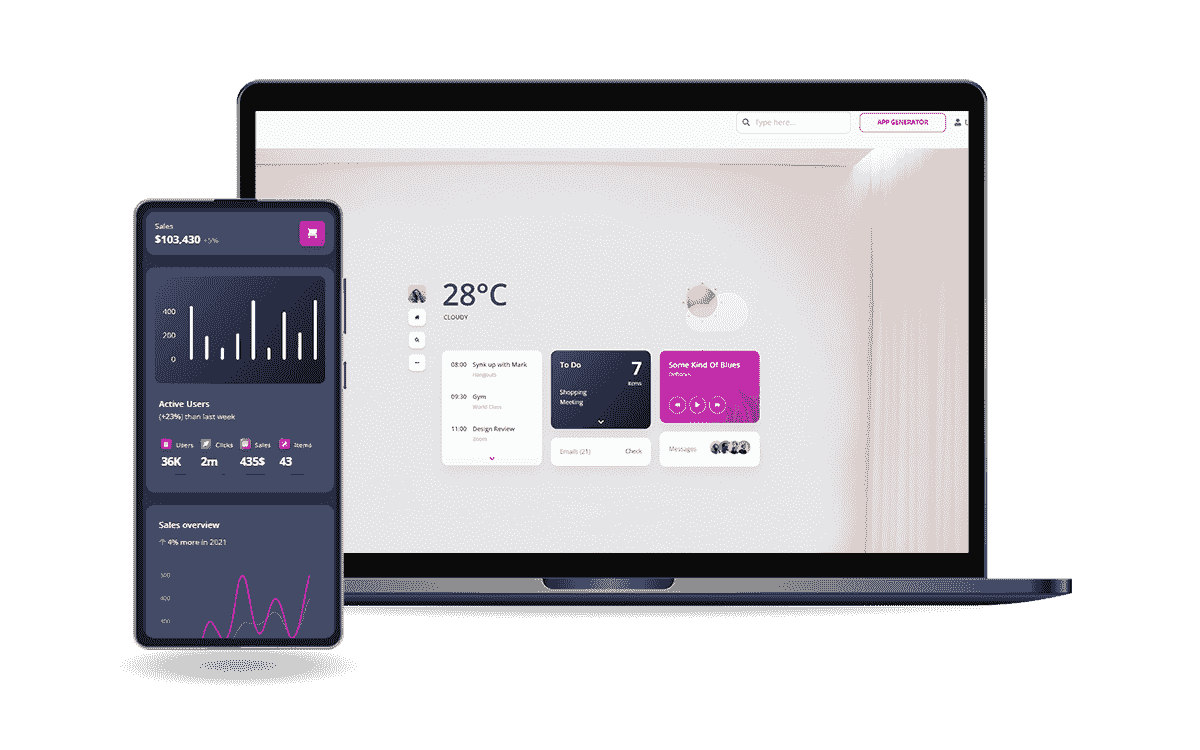 Type here...
APP GENERATOR
28°C
CLOUDY
08:00 Synk up with Mark
Hangouts
09:30 Gym
World Class
11:00 Design Review
Zoom
To Do
7
items
Shopping
Meeting
Emails (21) Check
Some Kind Of Blues
Deftones
Messages
Sales
$103,430 +5%
400
200
0
Active Users
(+23%) than last week
Users Clicks Sales Items
36K 2m 435$ 43
Sales overview
4% more in 2021
500
400
300